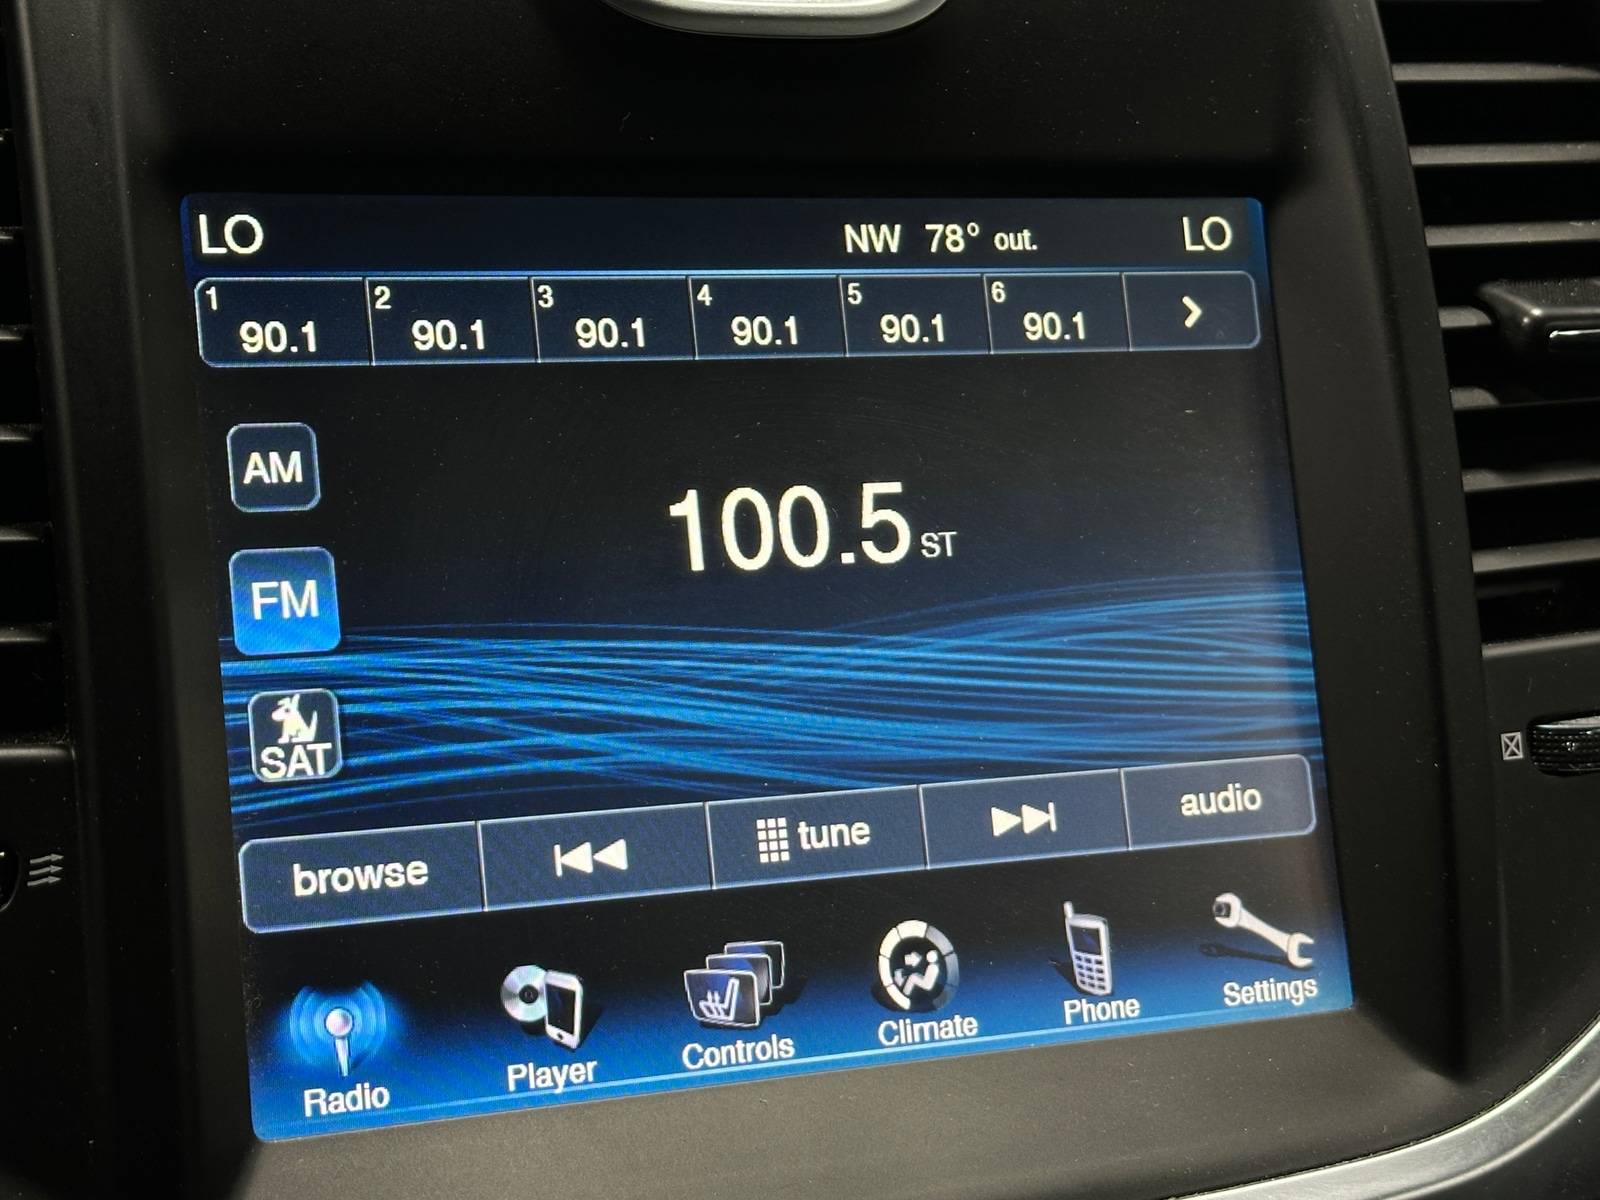 LO NW 78° out. LO
1 2 3 4 5 6
90.1 90.1 90.1 90.1 90.1 90.1 >
AM
100.5 ST
FM
SAT
browse tune audio
Radio Player Controls Climate Phone Settings